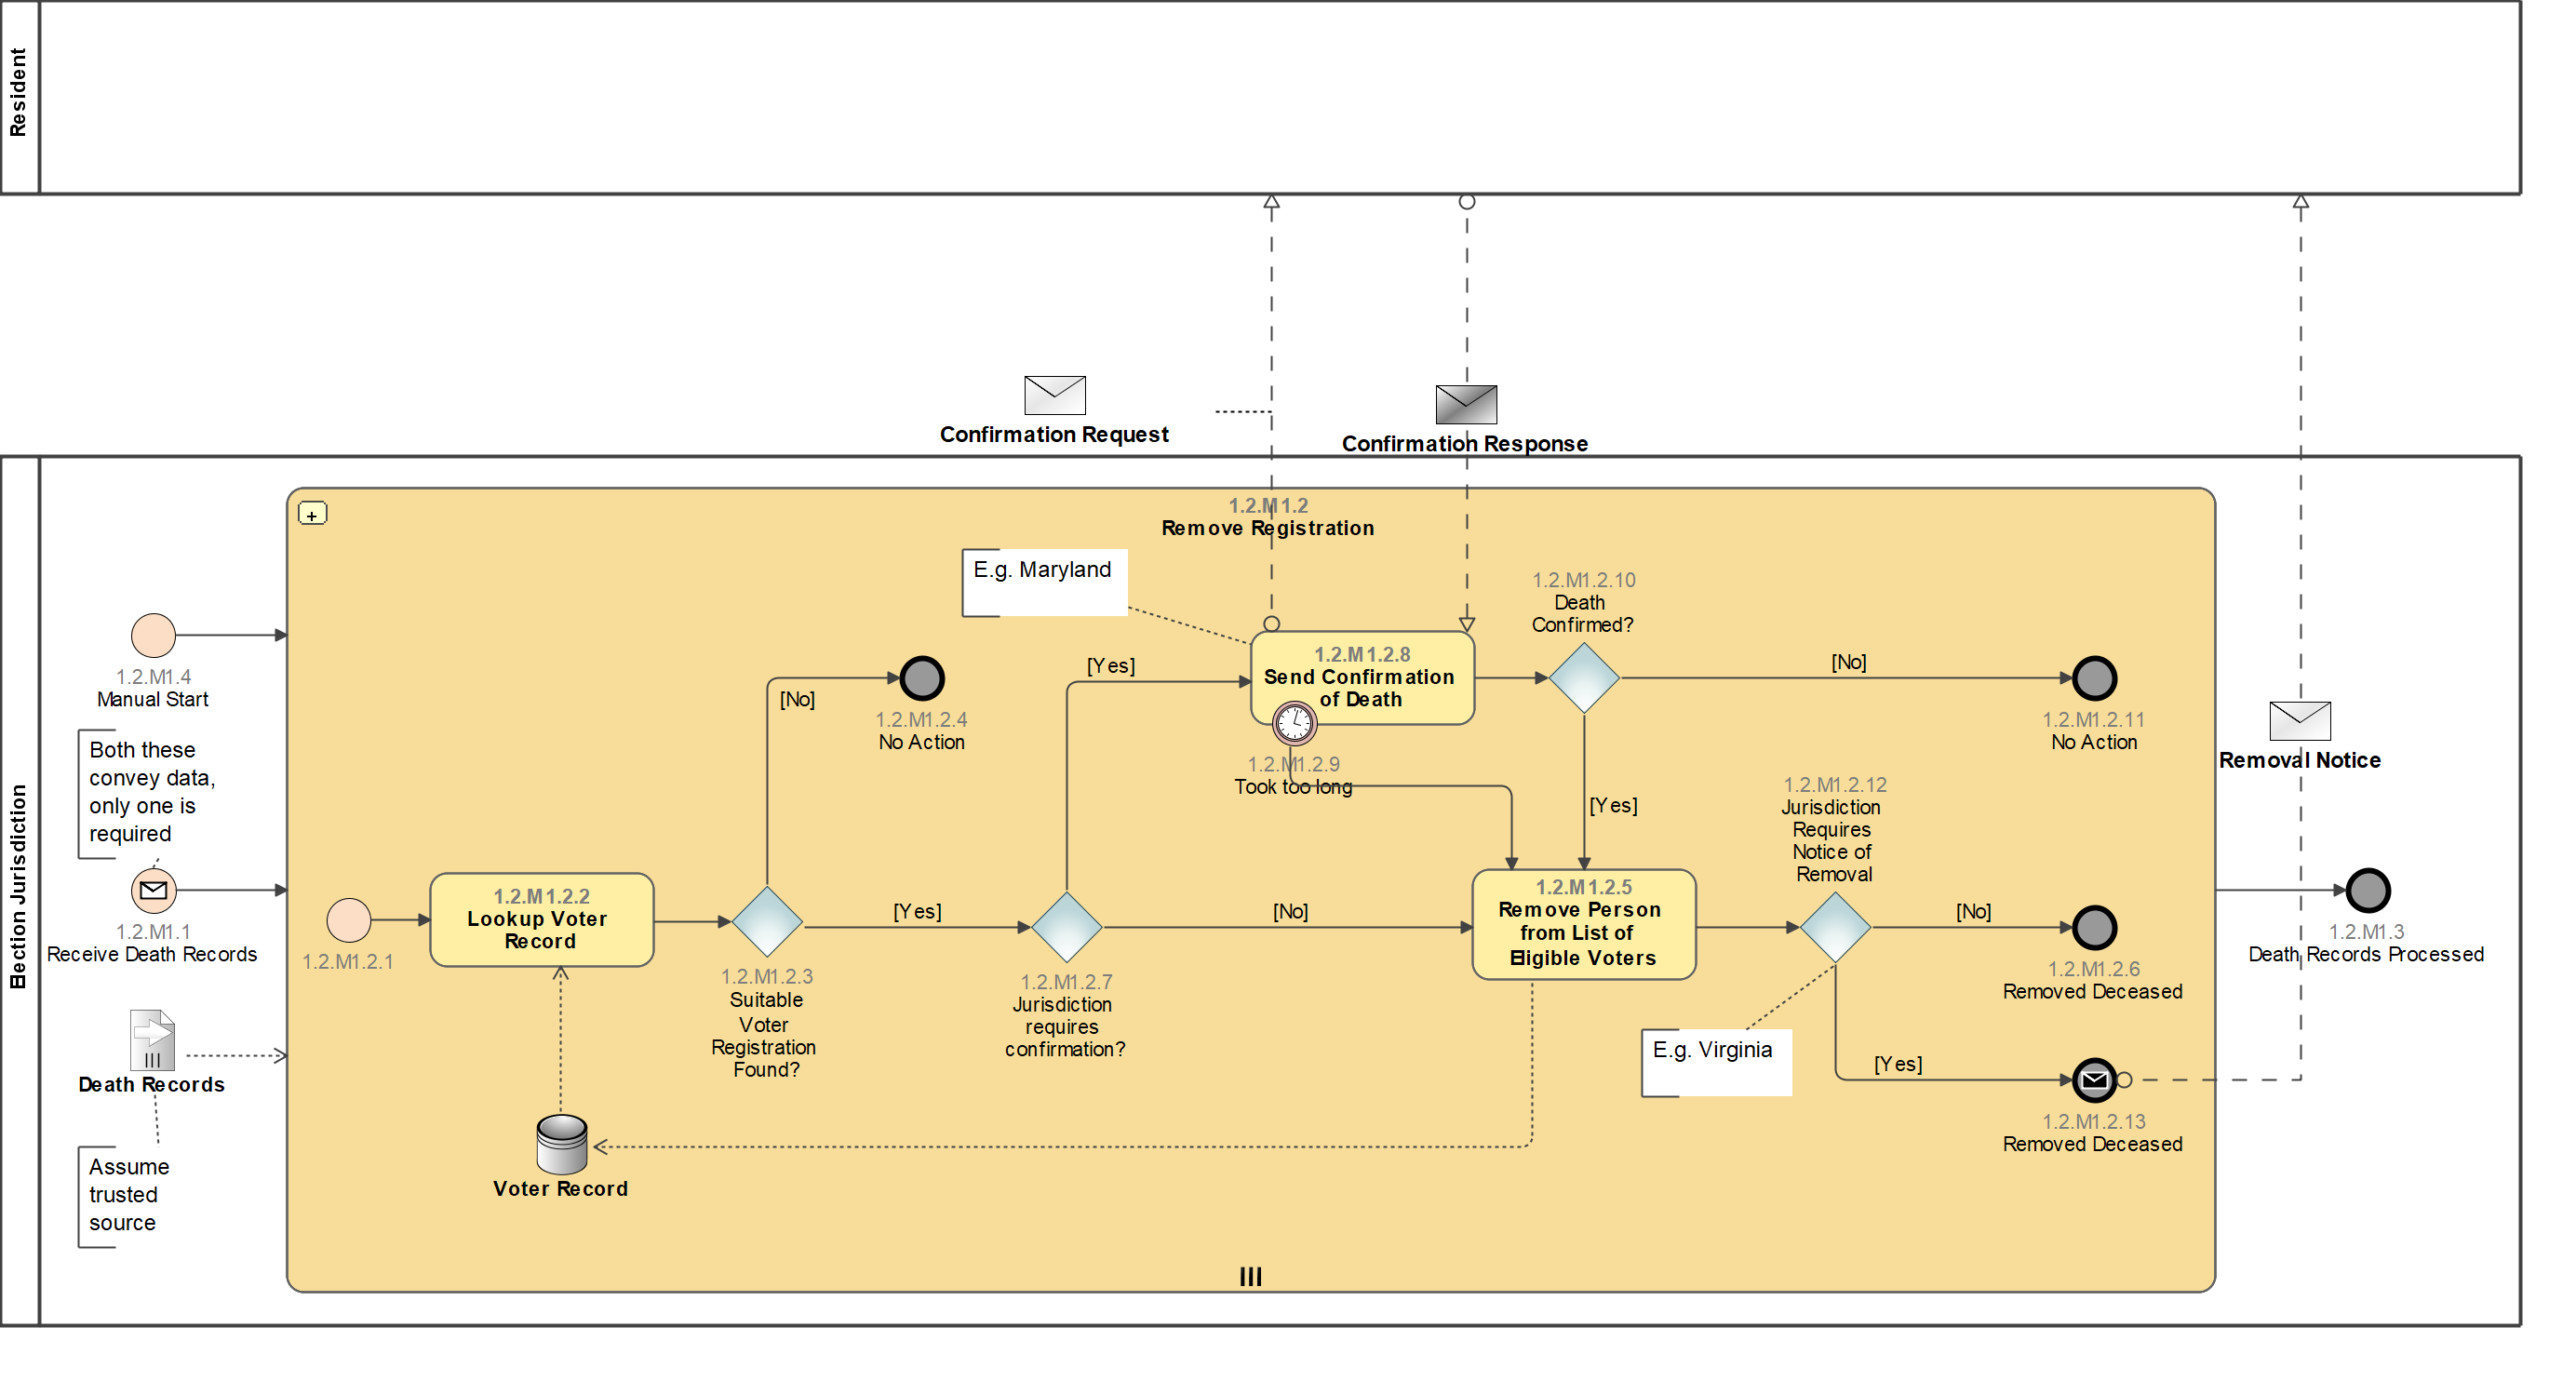 Resident
Confirmation Request
Confirmation Response
Election Jurisdiction
1.2.M1.2
Remove Registration
+
E.g. Maryland
1.2.M1.4
Manual Start
Both these
convey data,
only one is
required
1.2.M1.1
Receive Death Records
Death Records
Assume
trusted
source
1.2.M1.2.1
1.2.M1.2.2
Lookup Voter
Record
Voter Record
1.2.M1.2.3
Suitable
Voter
Registration
Found?
[No]
1.2.M1.2.4
No Action
[Yes]
1.2.M1.2.7
Jurisdiction
requires
confirmation?
[Yes]
[No]
1.2.M1.2.8
Send Confirmation
of Death
1.2.M1.2.9
Took too long
1.2.M1.2.10
Death
Confirmed?
[No]
1.2.M1.2.11
No Action
[Yes]
1.2.M1.2.5
Remove Person
from List of
Eligible Voters
1.2.M1.2.12
Jurisdiction
Requires
Notice of
Removal
[No]
1.2.M1.2.6
Removed Deceased
E.g. Virginia
[Yes]
1.2.M1.2.13
Removed Deceased
Removal Notice
1.2.M1.3
Death Records Processed